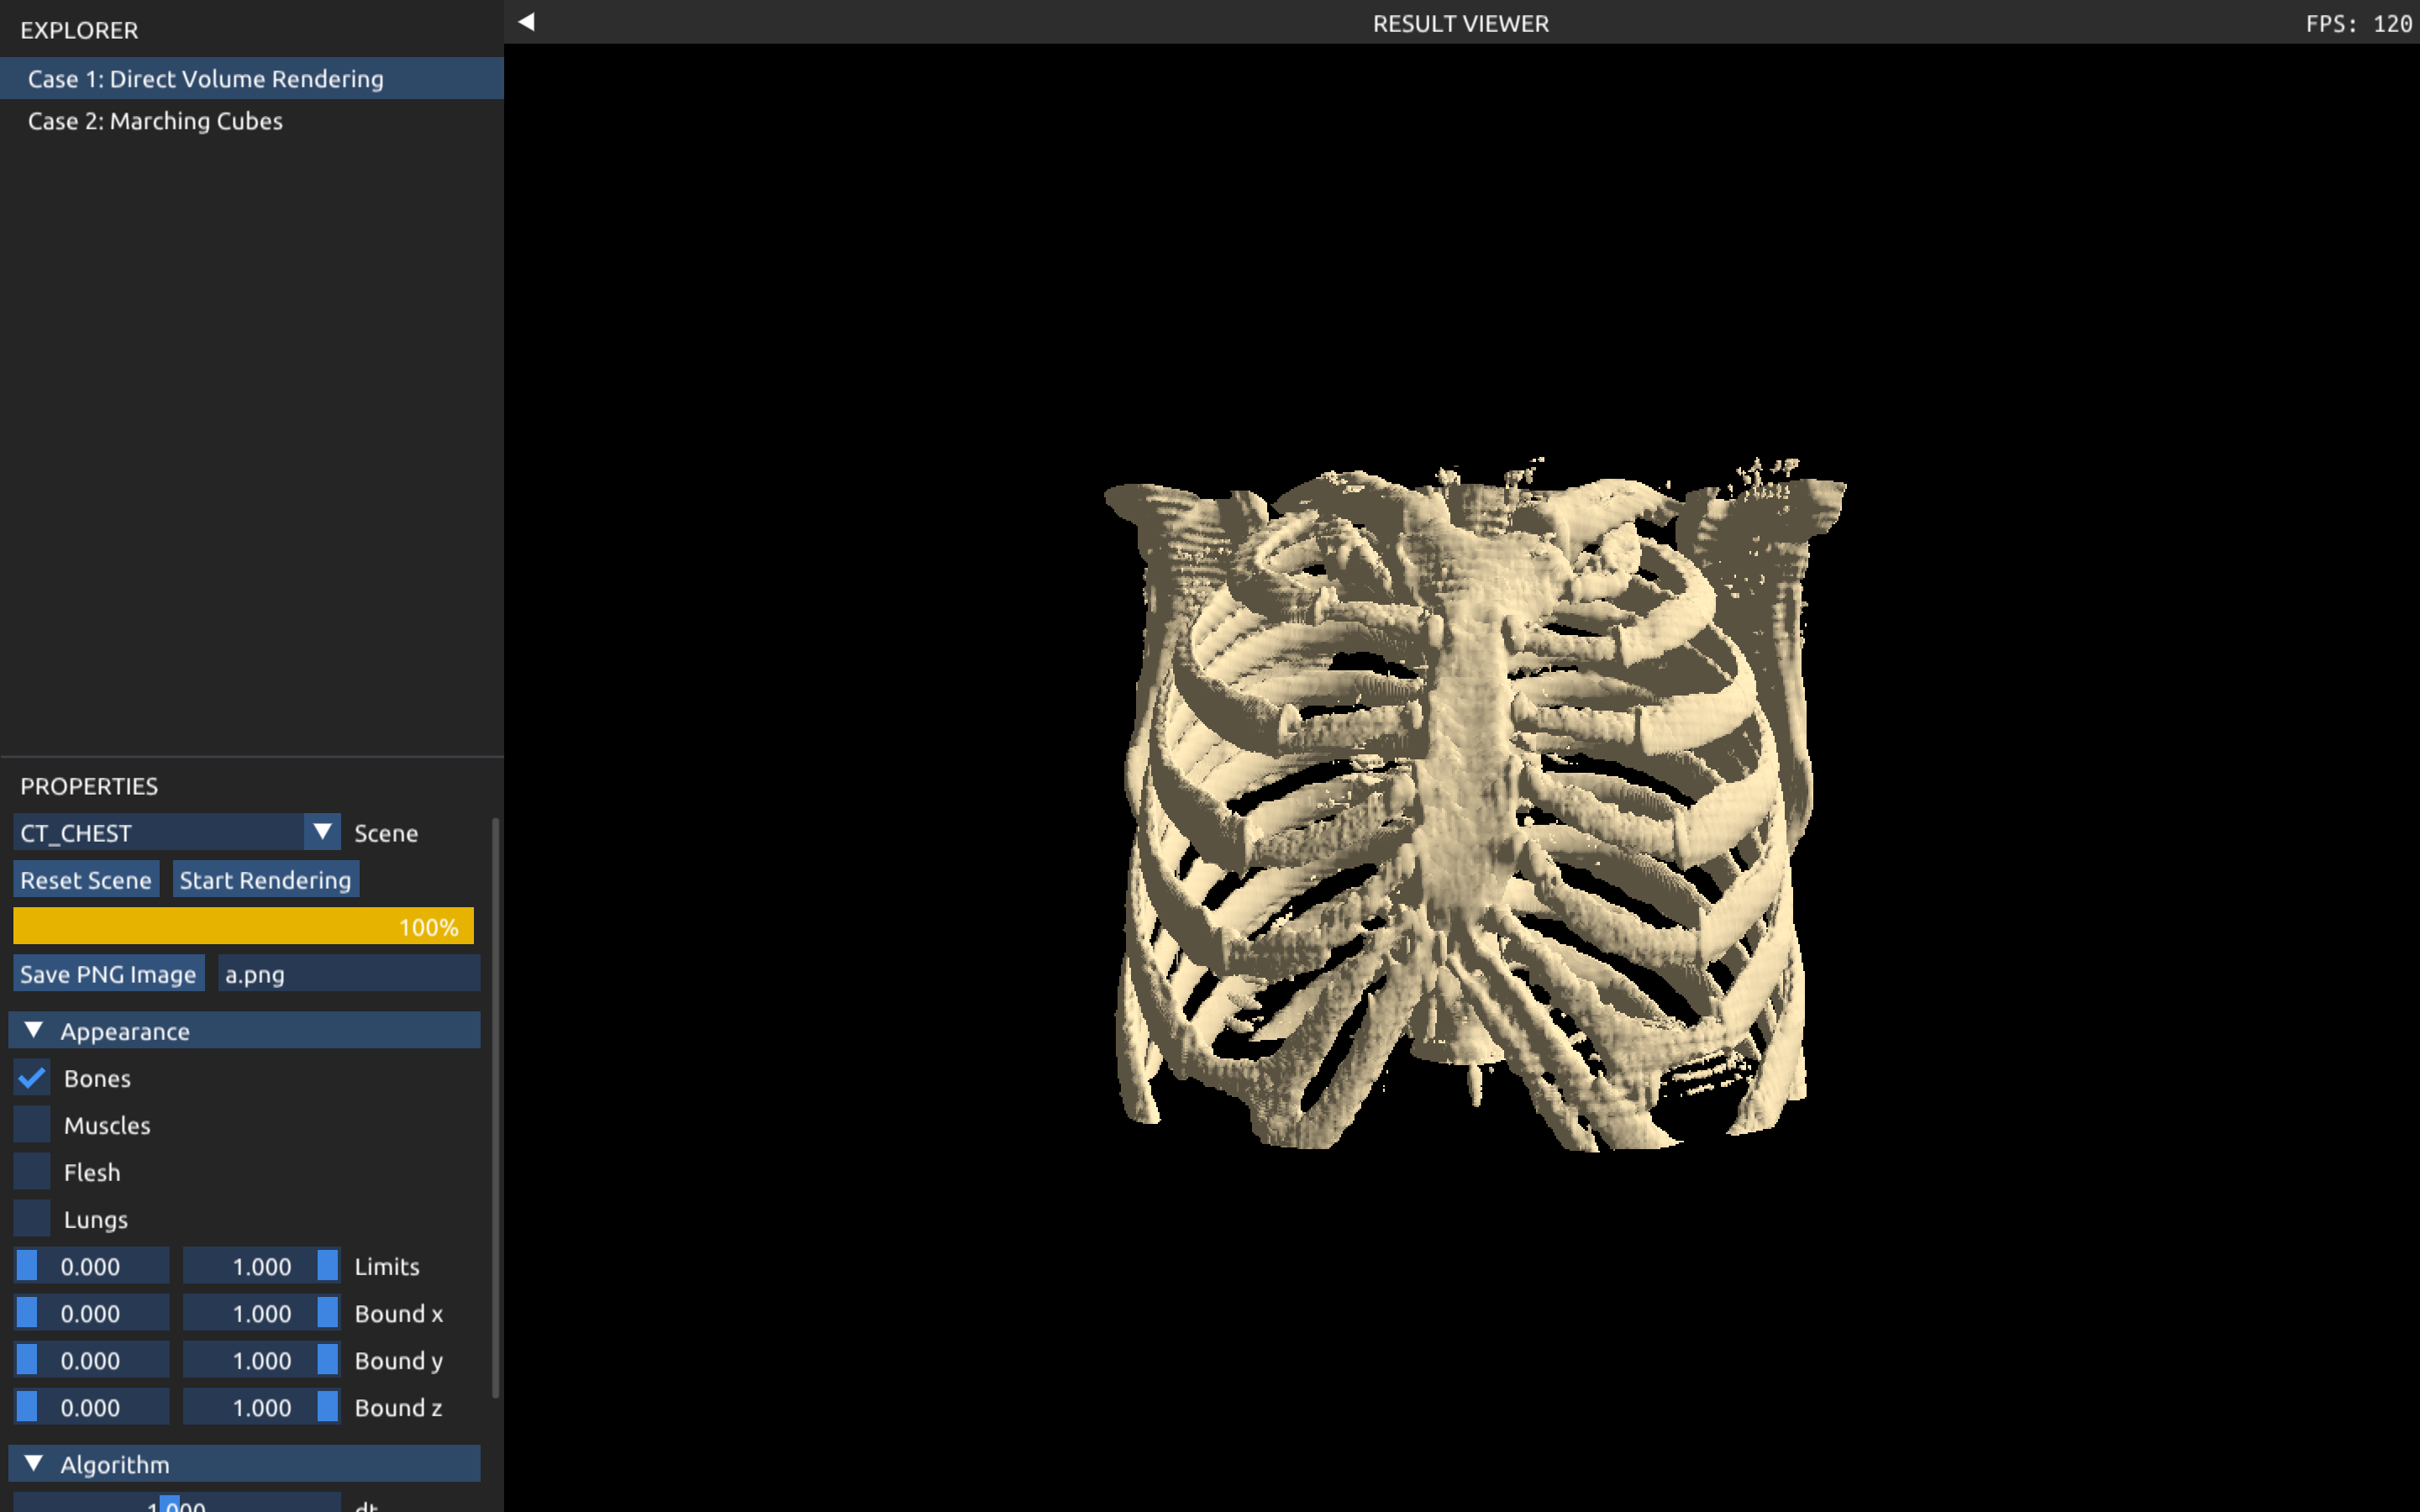 EXPLORER
Case 1: Direct Volume Rendering
Case 2: Marching Cubes
RESULT VIEWER
FPS: 120
PROPERTIES
CT_CHEST Scene
Reset Scene Start Rendering
100%
Save PNG Image a.png
Appearance
Bones
Muscles
Flesh
Lungs
0.000 1.000 Limits
0.000 1.000 Bound x
0.000 1.000 Bound y
0.000 1.000 Bound z
Algorithm
1.000 dt